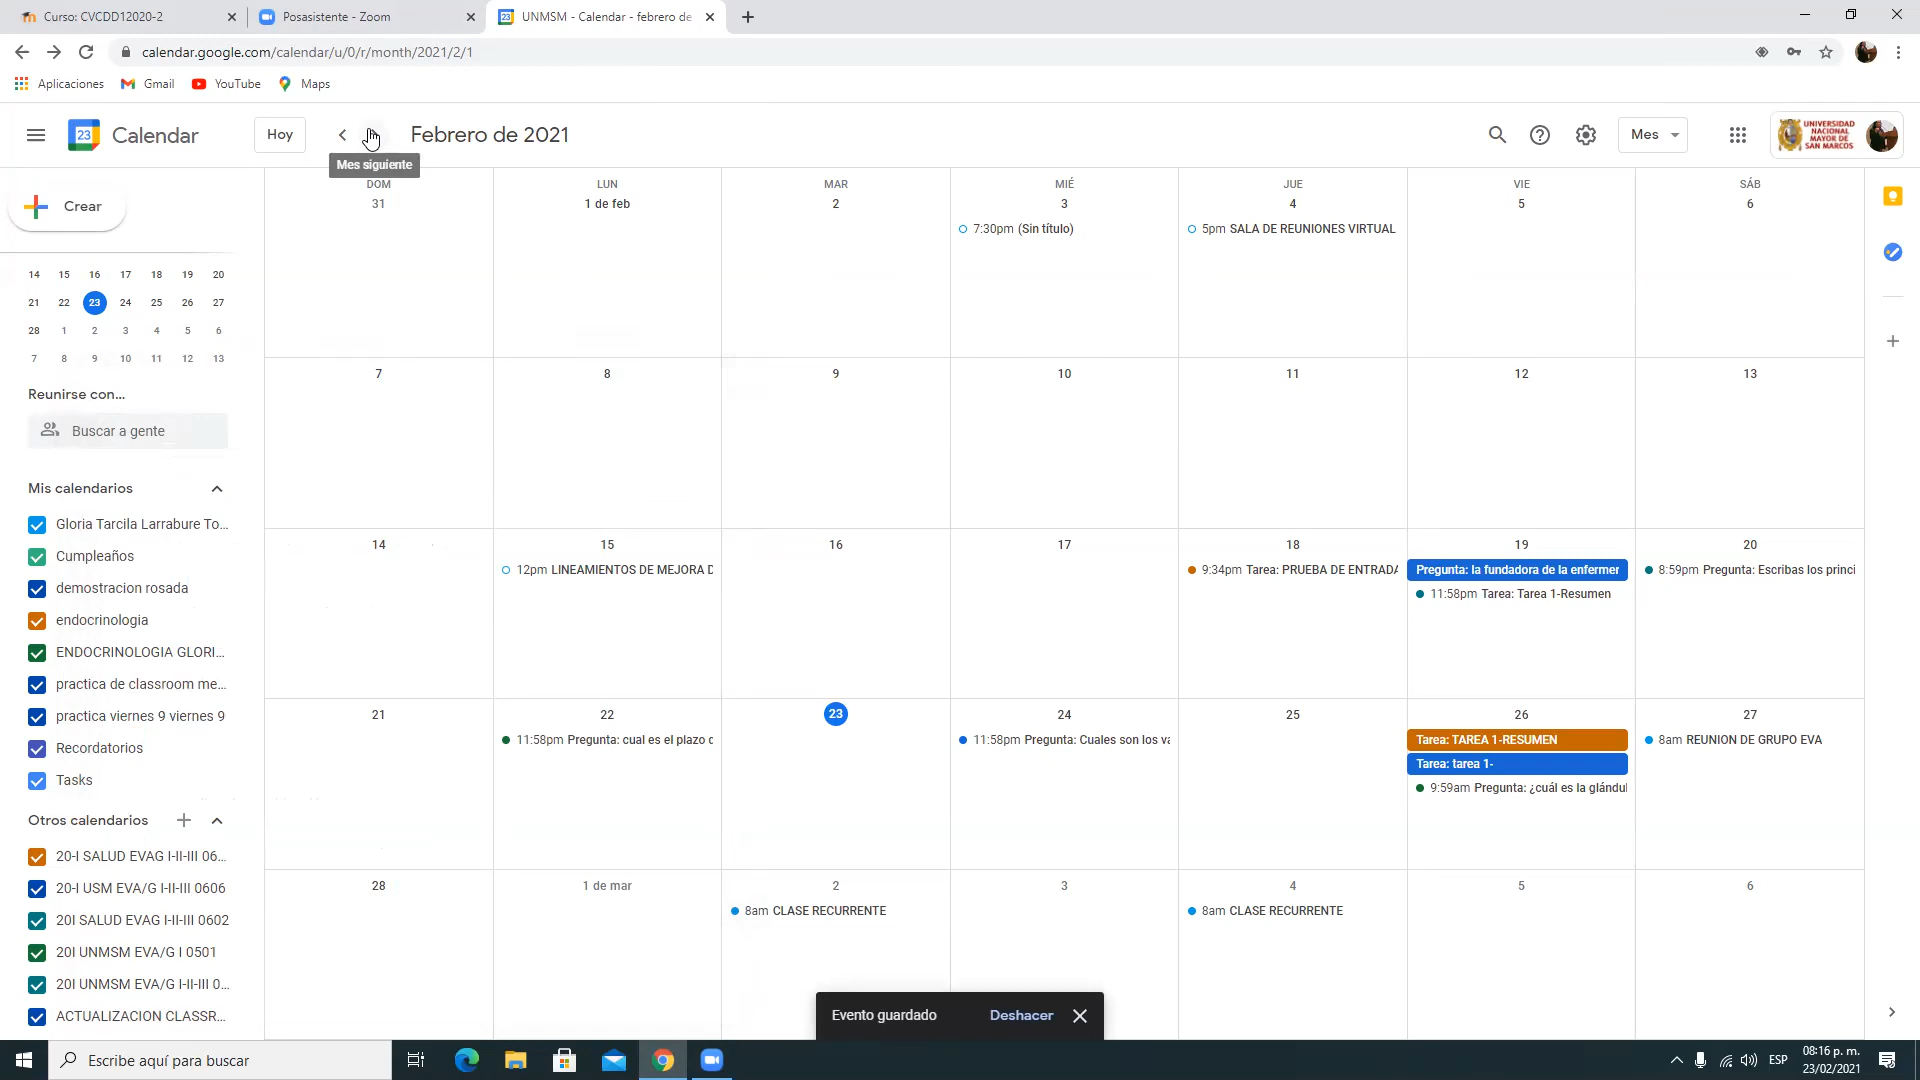 Curso: CVCDD12020-2
Posasistente - Zoom
UNMSM - Calendar - febrero de
calendar.google.com/calendar/u/0/r/month/2021/2/1
Aplicaciones
Gmail
YouTube
Maps
23
Calendar
Hoy
Febrero de 2021
Mes
UNIVERSIDAD
NACIONAL
MAYOR DE
SAN MARCOS
Mes siguiente
Crear
14 15 16 17 18 19 20
21 22 23 24 25 26 27
28 1 2 3 4 5 6
7 8 9 10 11 12 13
Reunirse con...
Buscar a gente
Mis calendarios
Gloria Tarcila Larrabure To...
Cumpleaños
demostracion rosada
endocrinologia
ENDOCRINOLOGIA GLORI...
practica de classroom me...
practica viernes 9 viernes 9
Recordatorios
Tasks
Otros calendarios
20-I SALUD EVAG I-II-III 06...
20-I USM EVA/G I-II-III 0606
20I SALUD EVAG I-II-III 0602
20I UNMSM EVA/G I 0501
20I UNMSM EVA/G I-II-III 0...
ACTUALIZACION CLASSR...
DOM LUN MAR MIÉ JUE VIE SÁB
31 1 de feb 2 3 4 5 6
7:30pm (Sin título)
5pm SALA DE REUNIONES VIRTUAL
7 8 9 10 11 12 13
14 15 16 17 18 19 20
12pm LINEAMIENTOS DE MEJORA D
9:34pm Tarea: PRUEBA DE ENTRADA
Pregunta: la fundadora de la enfermer
11:58pm Tarea: Tarea 1-Resumen
8:59pm Pregunta: Escribas los princi
21 22 23 24 25 26 27
11:58pm Pregunta: cual es el plazo c
11:58pm Pregunta: Cuales son los va
Tarea: TAREA 1-RESUMEN
Tarea: tarea 1-
9:59am Pregunta: ¿cuál es la glándul
8am REUNION DE GRUPO EVA
28 1 de mar 2 3 4 5 6
8am CLASE RECURRENTE
8am CLASE RECURRENTE
Evento guardado
Deshacer
Escribe aquí para buscar
ESP
08:16 p. m.
23/02/2021